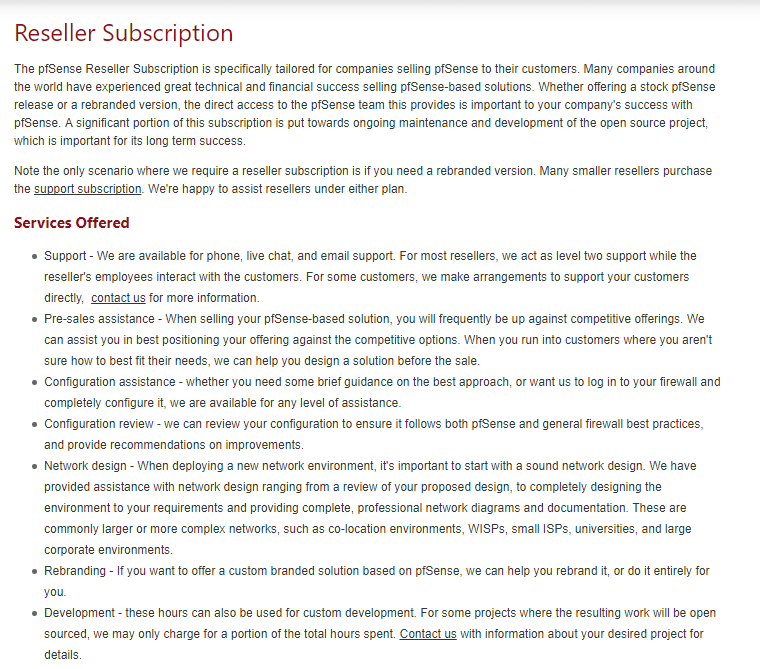 Reseller Subscription
The pfSense Reseller Subscription is specifically tailored for companies selling pfSense to their customers. Many companies around
the world have experienced great technical and financial success selling pfSense-based solutions. Whether offering a stock pfSense
release or a rebranded version, the direct access to the pfSense team this provides is important to your company's success with
pfSense. A significant portion of this subscription is put towards ongoing maintenance and development of the open source project,
which is important for its long term success.
Note the only scenario where we require a reseller subscription is if you need a rebranded version. Many smaller resellers purchase
the support subscription. We're happy to assist resellers under either plan.
Services Offered
• Support - We are available for phone, live chat, and email support. For most resellers, we act as level two support while the
reseller's employees interact with the customers. For some customers, we make arrangements to support your customers
directly, contact us for more information.
• Pre-sales assistance - When selling your pfSense-based solution, you will frequently be up against competitive offerings. We
can assist you in best positioning your offering against the competitive options. When you run into customers where you aren't
sure how to best fit their needs, we can help you design a solution before the sale.
• Configuration assistance - whether you need some brief guidance on the best approach, or want us to log in to your firewall and
completely configure it, we are available for any level of assistance.
• Configuration review - we can review your configuration to ensure it follows both pfSense and general firewall best practices,
and provide recommendations on improvements.
• Network design - When deploying a new network environment, it's important to start with a sound network design. We have
provided assistance with network design ranging from a review of your proposed design, to completely designing the
environment to your requirements and providing complete, professional network diagrams and documentation. These are
commonly larger or more complex networks, such as co-location environments, WISPs, small ISPs, universities, and large
corporate environments.
• Rebranding - If you want to offer a custom branded solution based on pfSense, we can help you rebrand it, or do it entirely for
you.
• Development - these hours can also be used for custom development. For some projects where the resulting work will be open
sourced, we may only charge for a portion of the total hours spent. Contact us with information about your desired project for
details.